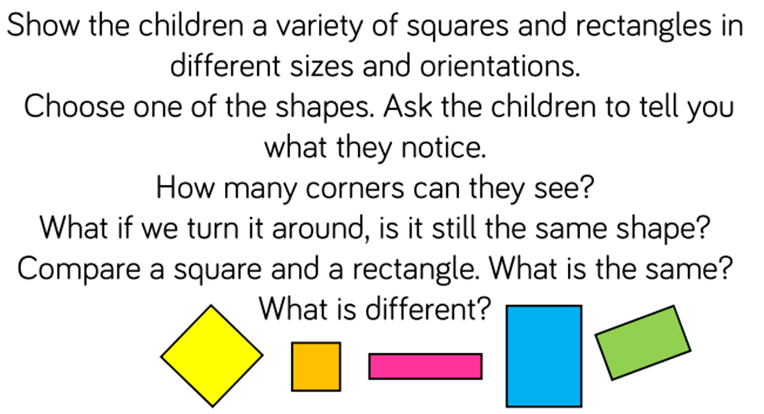 Show the children a variety of squares and rectangles in
different sizes and orientations.
Choose one of the shapes. Ask the children to tell you
what they notice.
How many corners can they see?
What if we turn it around, is it still the same shape?
Compare a square and a rectangle. What is the same?
What is different?